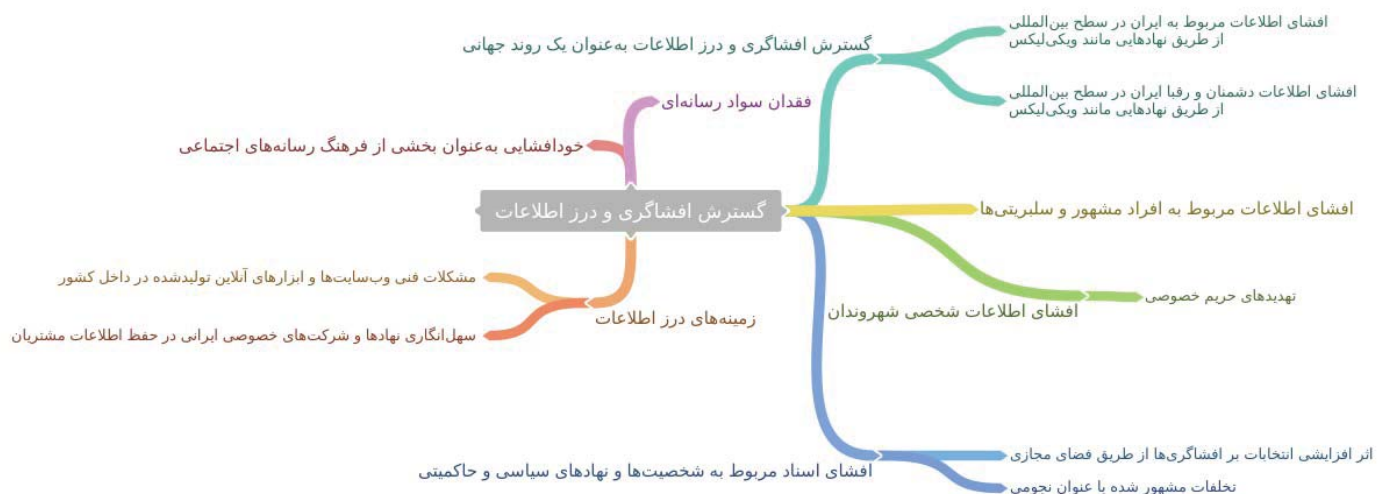 گسترش افشاگری و درز اطلاعات
گسترش افشاگری و درز اطلاعات به‌عنوان یک روند جهانی
افشای اطلاعات مربوط به ایران در سطح بین‌المللی
از طریق نهادهایی مانند ویکی‌لیکس
افشای اطلاعات دشمنان و رقبا ایران در سطح بین‌المللی
از طریق نهادهایی مانند ویکی‌لیکس
افشای اطلاعات مربوط به افراد مشهور و سلبریتی‌ها
افشای اطلاعات شخصی شهروندان
تهدیدهای حریم خصوصی
افشای اسناد مربوط به شخصیت‌ها و نهادهای سیاسی و حاکمیتی
اثر افزایشی انتخابات بر افشاگری‌ها از طریق فضای مجازی
تخلفات مشهور شده با عنوان نجومی
فقدان سواد رسانه‌ای
خودافشایی به‌عنوان بخشی از فرهنگ رسانه‌های اجتماعی
زمینه‌های درز اطلاعات
مشکلات فنی وب‌سایت‌ها و ابزارهای آنلاین تولیدشده در داخل کشور
سهل‌انگاری نهادها و شرکت‌های خصوصی ایرانی در حفظ اطلاعات مشتریان